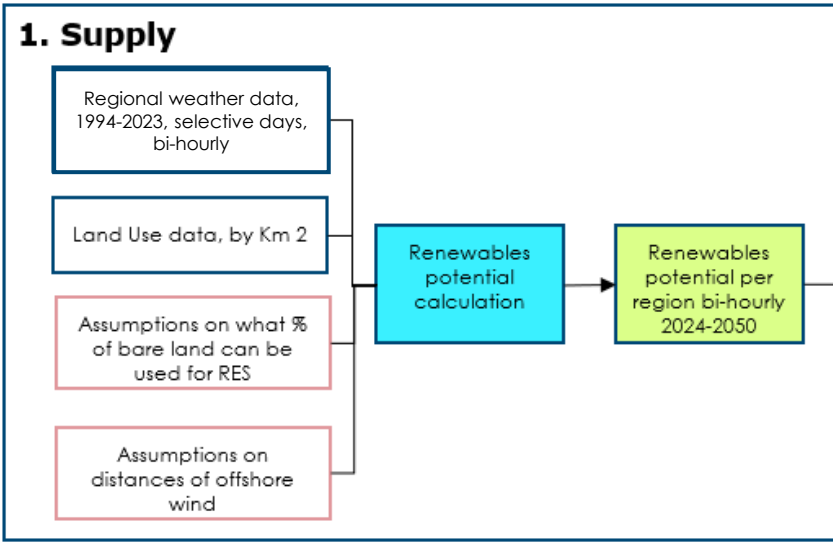 1. Supply
Regional weather data,
1994-2023, selective days,
bi-hourly
Land Use data, by Km 2
Assumptions on what %
of bare land can be
used for RES
Assumptions on
distances of offshore
wind
Renewables
potential
calculation
Renewables
potential per
region bi-hourly
2024-2050